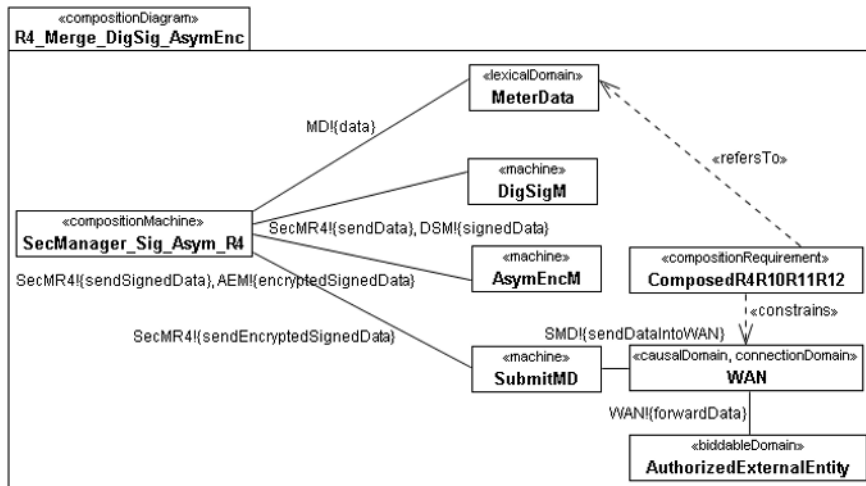 «compositionDiagram»
R4_Merge_DigSig_AsymEnc
«lexicalDomain»
MeterData
MD!{data}
«refersTo»
«machine»
DigSigM
«compositionMachine»
SecManager_Sig_Asym_R4
SecMR4!{sendData}, DSM!{signedData}
«machine»
AsymEncM
«compositionRequirement»
ComposedR4R10R11R12
SecMR4!{sendSignedData}, AEM!{encryptedSignedData}
«constrains»
SecMR4!{sendEncryptedSignedData}
SMD!{sendDataIntoWAN}
«machine»
SubmitMD
«causalDomain, connectionDomain»
WAN
WAN!{forwardData}
«biddableDomain»
AuthorizedExternalEntity